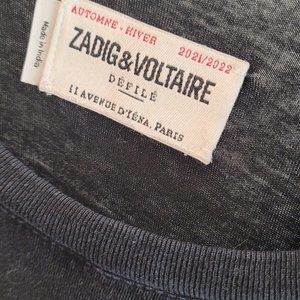 AUTOMNE - HIVER 2021/2022
ZADIG&VOLTAIRE
DÉFILÉ
11 AVENUE D'IÉNA, PARIS
Made in India